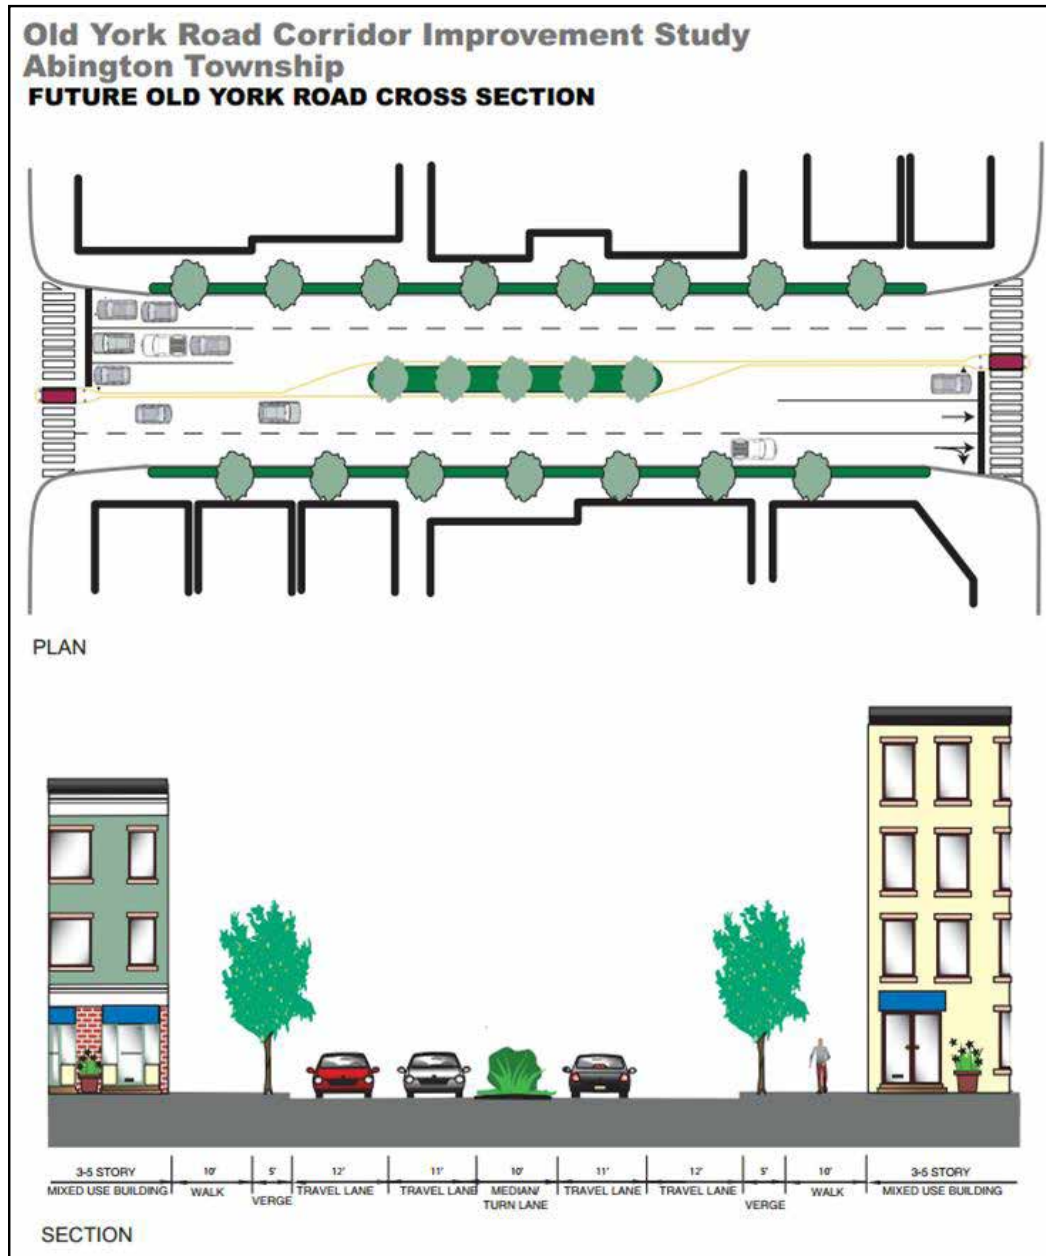 Old York Road Corridor Improvement Study
Abington Township
FUTURE OLD YORK ROAD CROSS SECTION
PLAN
3-5 STORY
MIXED USE BUILDING
10'
WALK
5'
VERGE
12'
TRAVEL LANE
11'
TRAVEL LANE
10'
MEDIAN/
TURN LANE
11'
TRAVEL LANE
12'
TRAVEL LANE
5'
VERGE
10'
WALK
3-5 STORY
MIXED USE BUILDING
SECTION